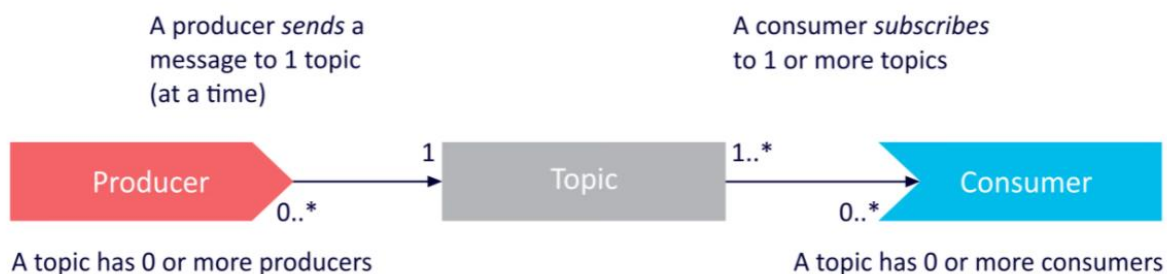 A producer sends a
message to 1 topic
(at a time)
A consumer subscribes
to 1 or more topics
Producer
0..*
1
Topic
1..*
0..*
Consumer
A topic has 0 or more producers
A topic has 0 or more consumers